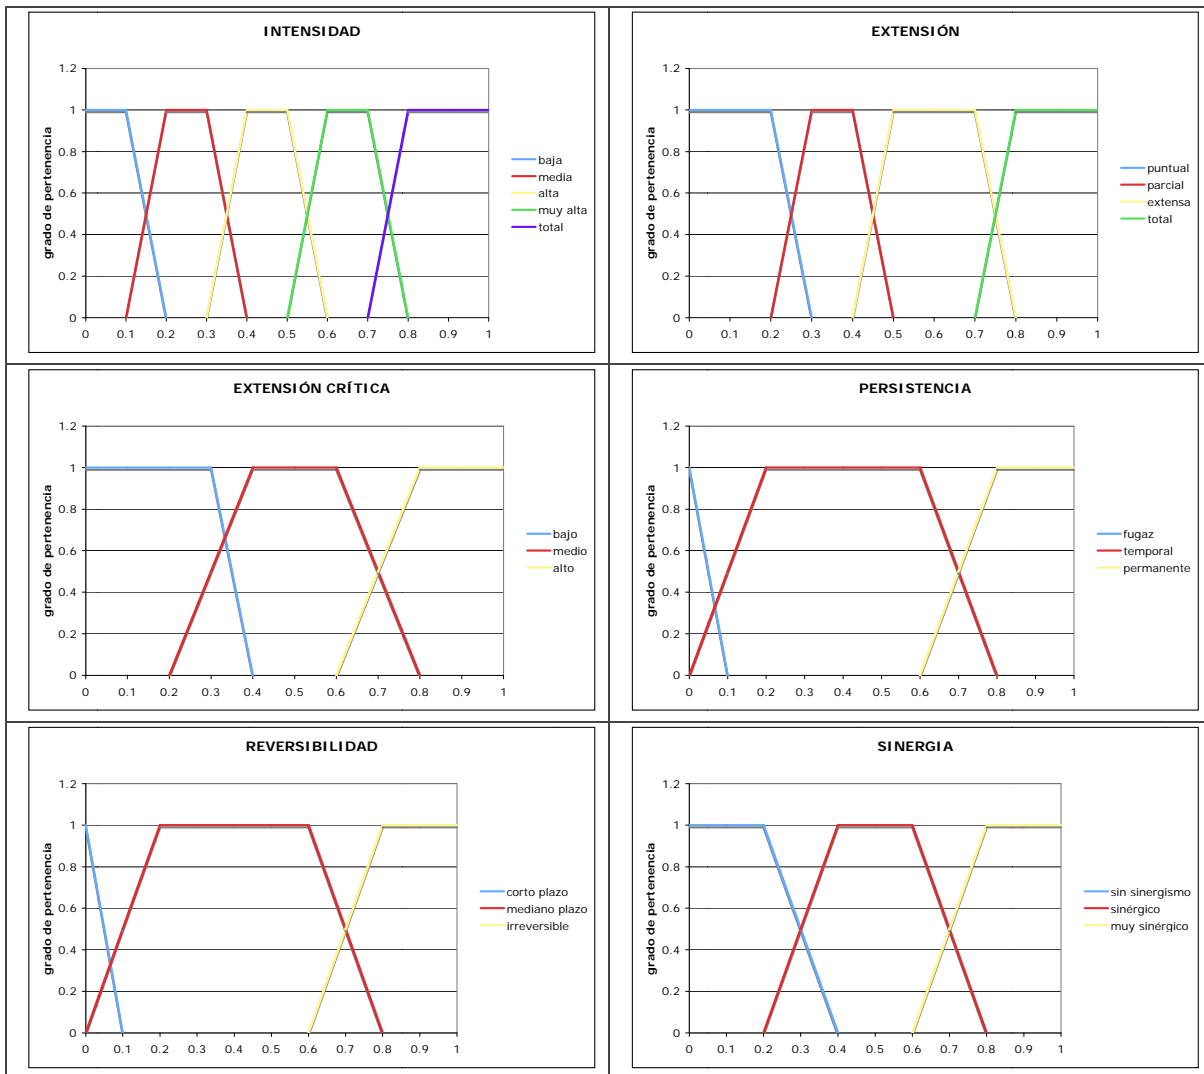 INTENSIDAD
grado de pertenencia
1.2
1
0.8
0.6
0.4
0.2
0
0 0.1 0.2 0.3 0.4 0.5 0.6 0.7 0.8 0.9 1
baja
media
alta
muy alta
total
EXTENSIÓN
grado de pertenencia
1.2
1
0.8
0.6
0.4
0.2
0
0 0.1 0.2 0.3 0.4 0.5 0.6 0.7 0.8 0.9 1
puntual
parcial
extensa
total
EXTENSIÓN CRÍTICA
grado de pertenencia
1.2
1
0.8
0.6
0.4
0.2
0
0 0.1 0.2 0.3 0.4 0.5 0.6 0.7 0.8 0.9 1
bajo
medio
alto
PERSISTENCIA
grado de pertenencia
1.2
1
0.8
0.6
0.4
0.2
0
0 0.1 0.2 0.3 0.4 0.5 0.6 0.7 0.8 0.9 1
fugaz
temporal
permanente
REVERSIBILIDAD
grado de pertenencia
1.2
1
0.8
0.6
0.4
0.2
0
0 0.1 0.2 0.3 0.4 0.5 0.6 0.7 0.8 0.9 1
corto plazo
mediano plazo
irreversible
SINERGIA
grado de pertenencia
1.2
1
0.8
0.6
0.4
0.2
0
0 0.1 0.2 0.3 0.4 0.5 0.6 0.7 0.8 0.9 1
sin sinergismo
sinérgico
muy sinérgico